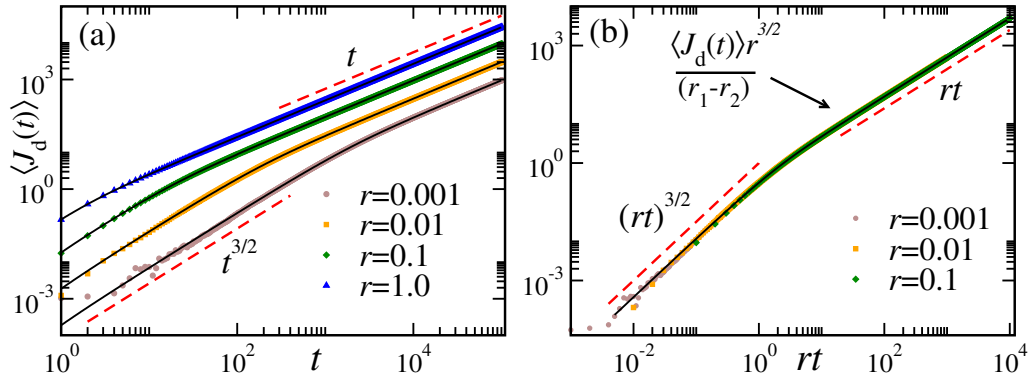 (a)
⟨J_d(t)⟩
10^3
10^0
10^-3
t
t^{3/2}
r=0.001
r=0.01
r=0.1
r=1.0
10^0
10^2
10^4
t
(b)
⟨J_d(t)⟩r^{3/2}
(r_1-r_2)
rt
(rt)^{3/2}
10^3
10^0
10^-3
r=0.001
r=0.01
r=0.1
10^-2
10^0
10^2
10^4
rt